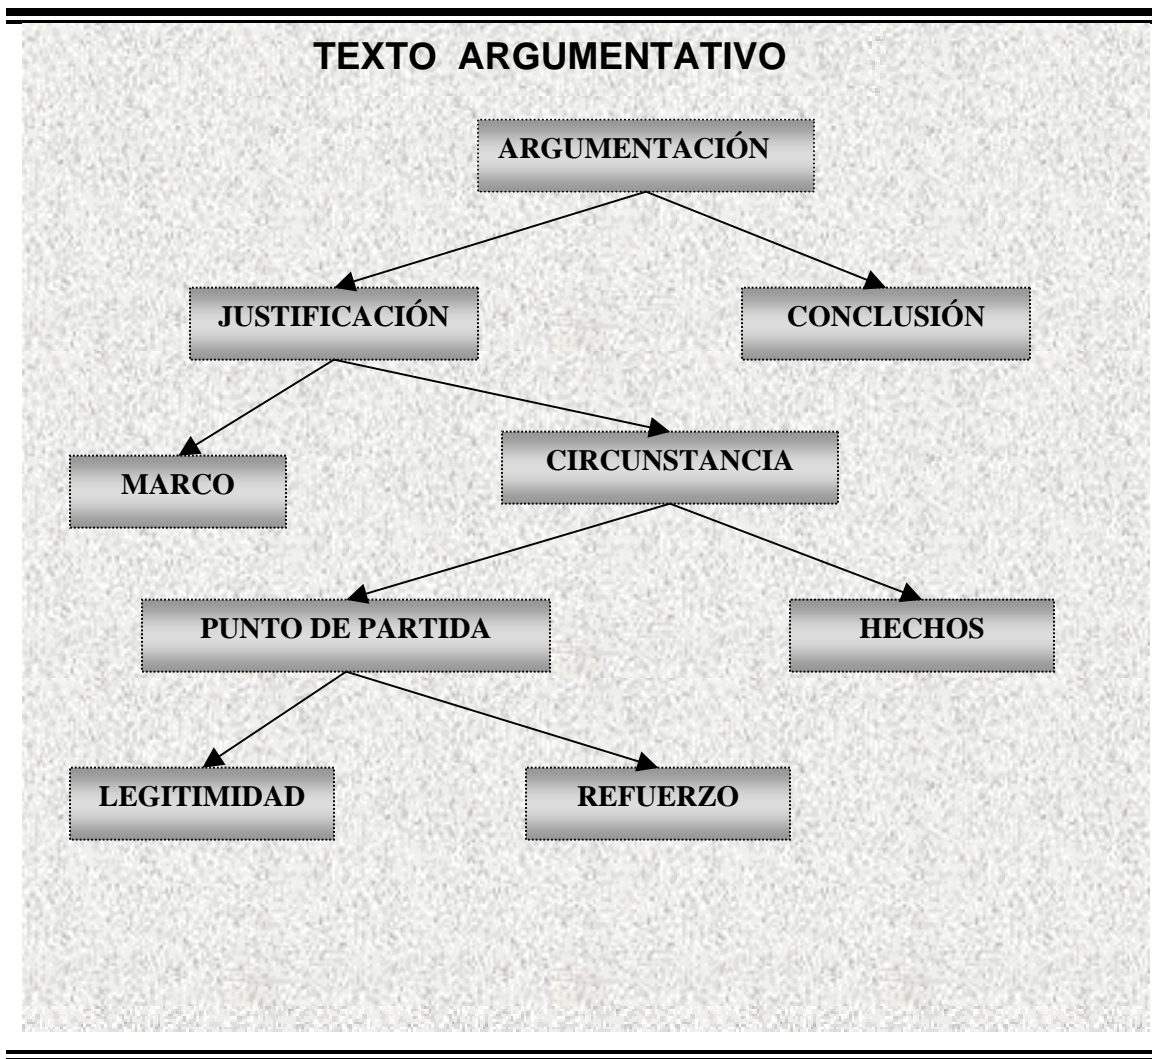 TEXTO ARGUMENTATIVO
ARGUMENTACIÓN
JUSTIFICACIÓN
CONCLUSIÓN
CIRCUNSTANCIA
MARCO
PUNTO DE PARTIDA
HECHOS
LEGITIMIDAD
REFUERZO